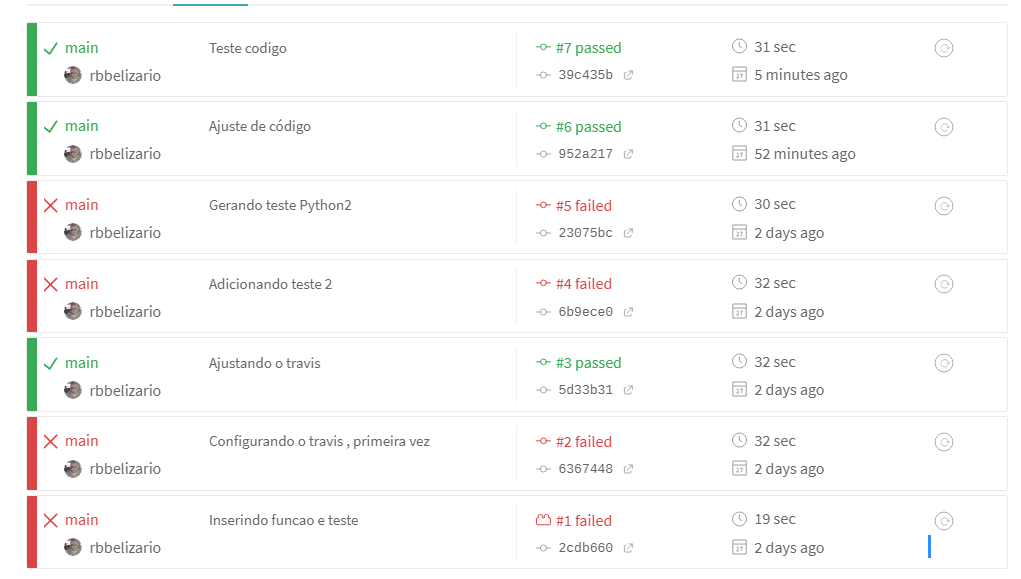 main Teste codigo #7 passed 31 sec
rbbelizario 39c435b 5 minutes ago
main Ajuste de código #6 passed 31 sec
rbbelizario 952a217 52 minutes ago
main Gerando teste Python2 #5 failed 30 sec
rbbelizario 23075bc 2 days ago
main Adicionando teste 2 #4 failed 32 sec
rbbelizario 6b9ece0 2 days ago
main Ajustando o travis #3 passed 32 sec
rbbelizario 5d33b31 2 days ago
main Configurando o travis , primeira vez #2 failed 32 sec
rbbelizario 6367448 2 days ago
main Inserindo funcao e teste #1 failed 19 sec
rbbelizario 2cdb660 2 days ago